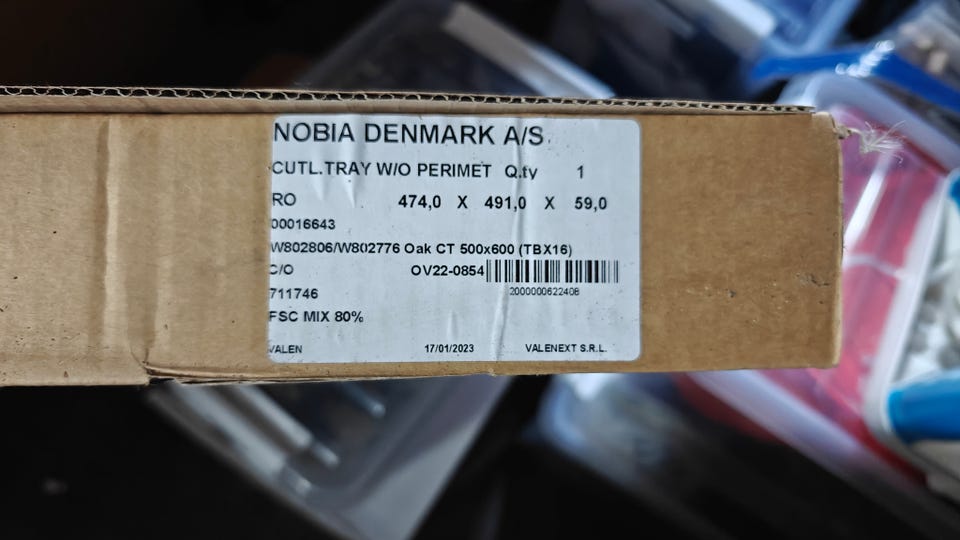 NOBIA DENMARK A/S
CUTL.TRAY W/O PERIMET Q.ty 1
RO 474,0 X 491,0 X 59,0
00016643
W802806/W802776 Oak CT 500x600 (TBX16)
C/O OV22-0854
2000000622408
711746
FSC MIX 80%
VALEN 17/01/2023 VALENEXT S.R.L.